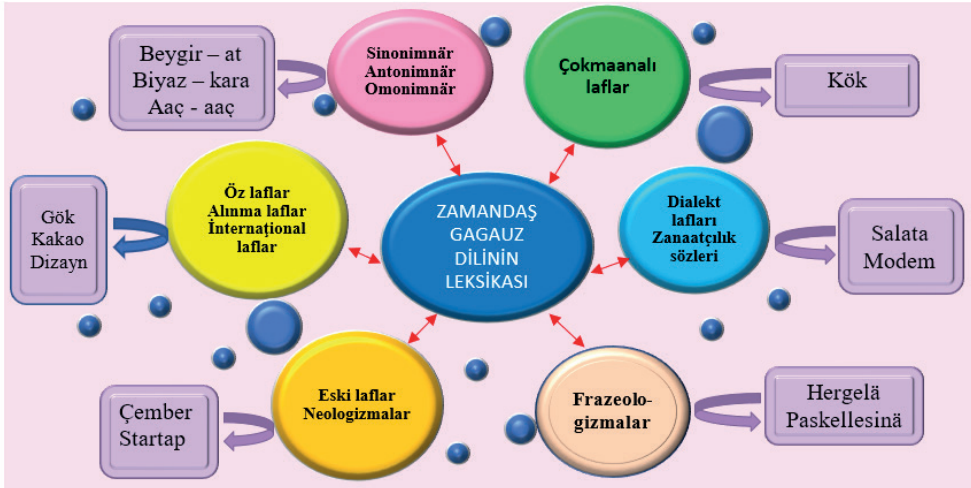 Beygir – at
Biyaz – kara
Aaç - aaç
Sinonimnär
Antonimnär
Omonimnär
Çokmaanalı
laflar
Kök
Öz laflar
Alınma laflar
İnternaţional
laflar
Gök
Kakao
Dizayn
ZAMANDAŞ
GAGAUZ
DİLİNİN
LEKSİKASI
Dialekt
lafları
Zanaatçılık
sözleri
Salata
Modem
Eski laflar
Neologizmalar
Çember
Startap
Frazeolo-
gizmalar
Hergelä
Paskellesinä